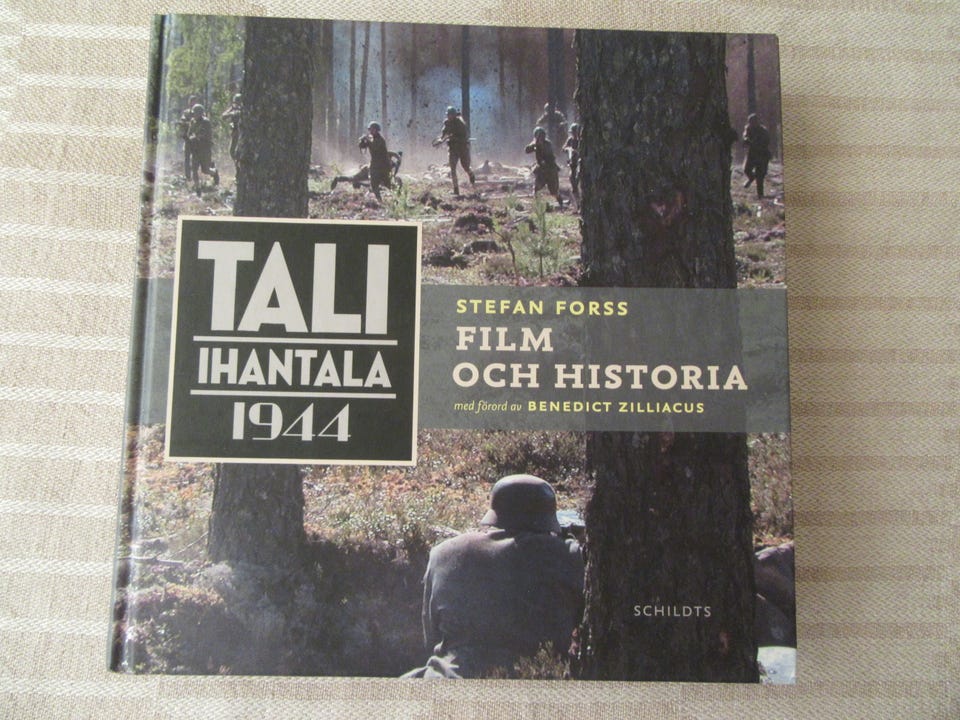 TALI
IHANTALA
1944
STEFAN FORSS
FILM
OCH HISTORIA
med förord av BENEDICT ZILLIACUS
SCHILDTS